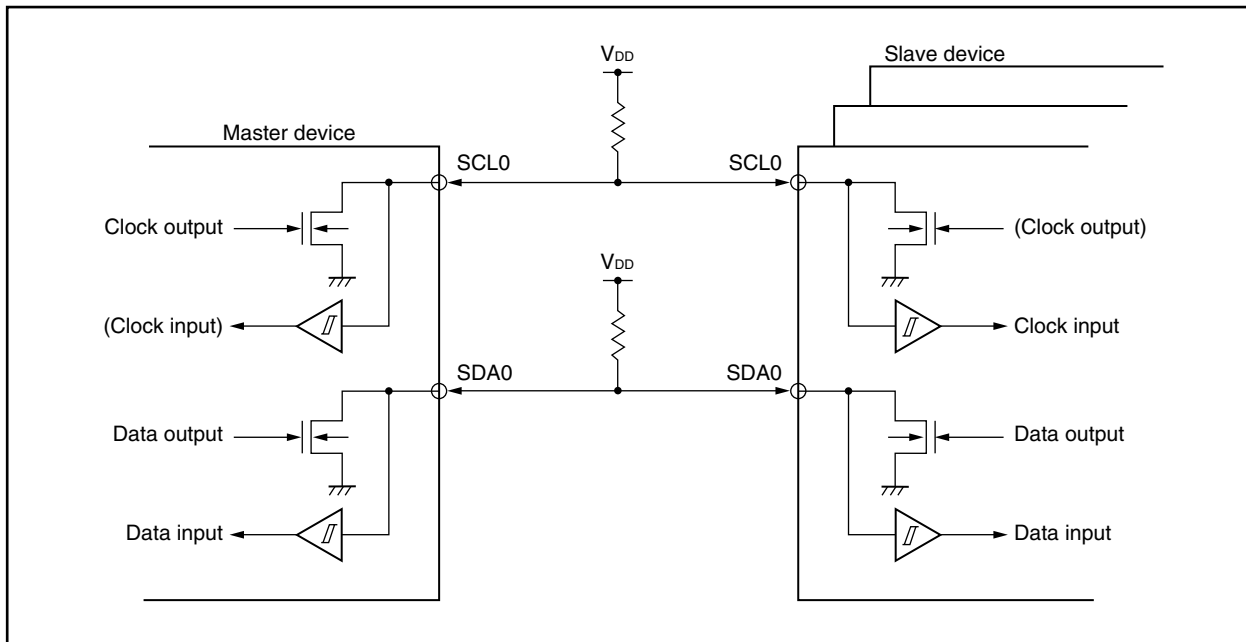 VDD
Slave device
Master device
SCL0
SCL0
Clock output
(Clock output)
VDD
(Clock input)
Clock input
SDA0
SDA0
Data output
Data output
Data input
Data input